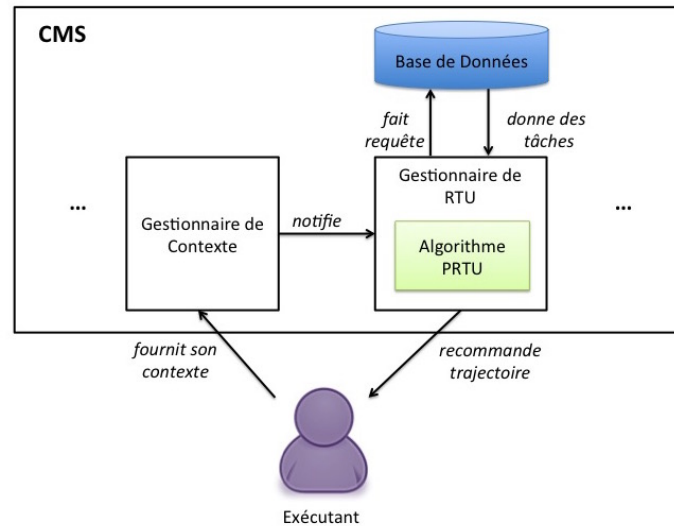 CMS
Base de Données
fait
requête
donne des
tâches
...
Gestionnaire de
Contexte
notifie
Gestionnaire de
RTU
Algorithme
PRTU
...
fournit son
contexte
recommande
trajectoire
Exécutant